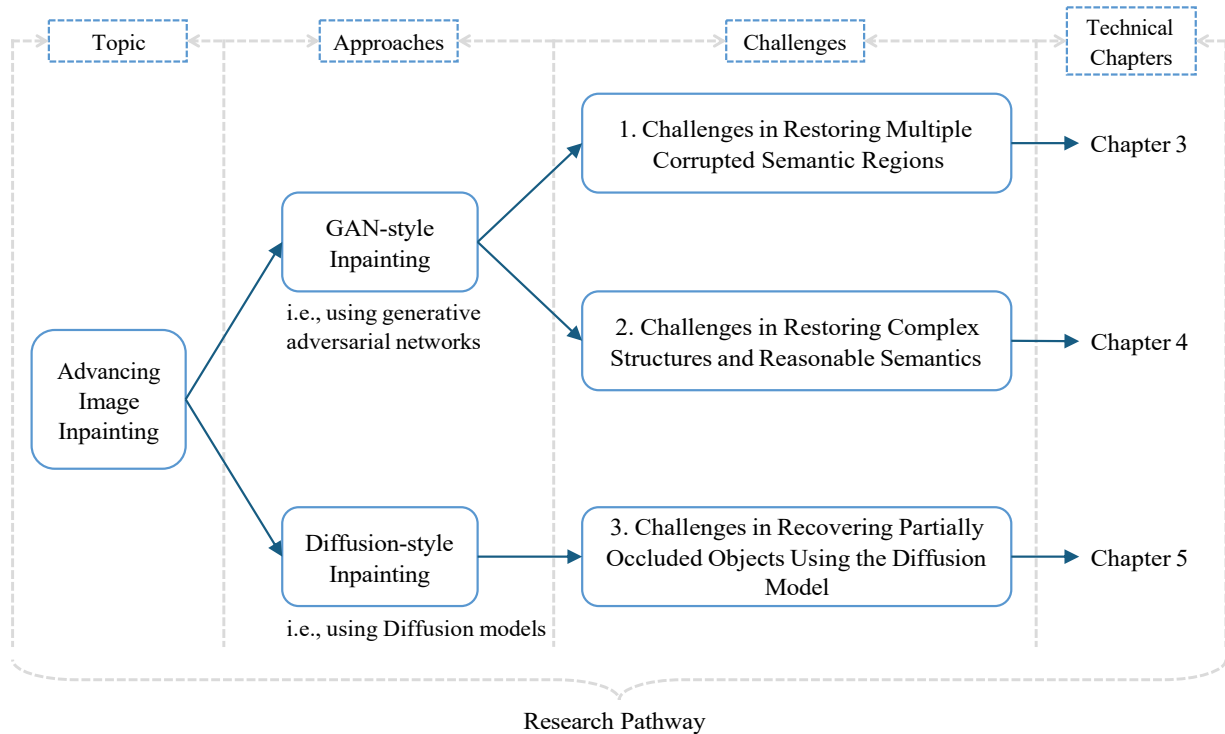 Topic
Approaches
Challenges
Technical
Chapters
Advancing
Image
Inpainting
GAN-style
Inpainting
i.e., using generative
adversarial networks
Diffusion-style
Inpainting
i.e., using Diffusion models
1. Challenges in Restoring Multiple
Corrupted Semantic Regions
Chapter 3
2. Challenges in Restoring Complex
Structures and Reasonable Semantics
Chapter 4
3. Challenges in Recovering Partially
Occluded Objects Using the Diffusion
Model
Chapter 5
Research Pathway